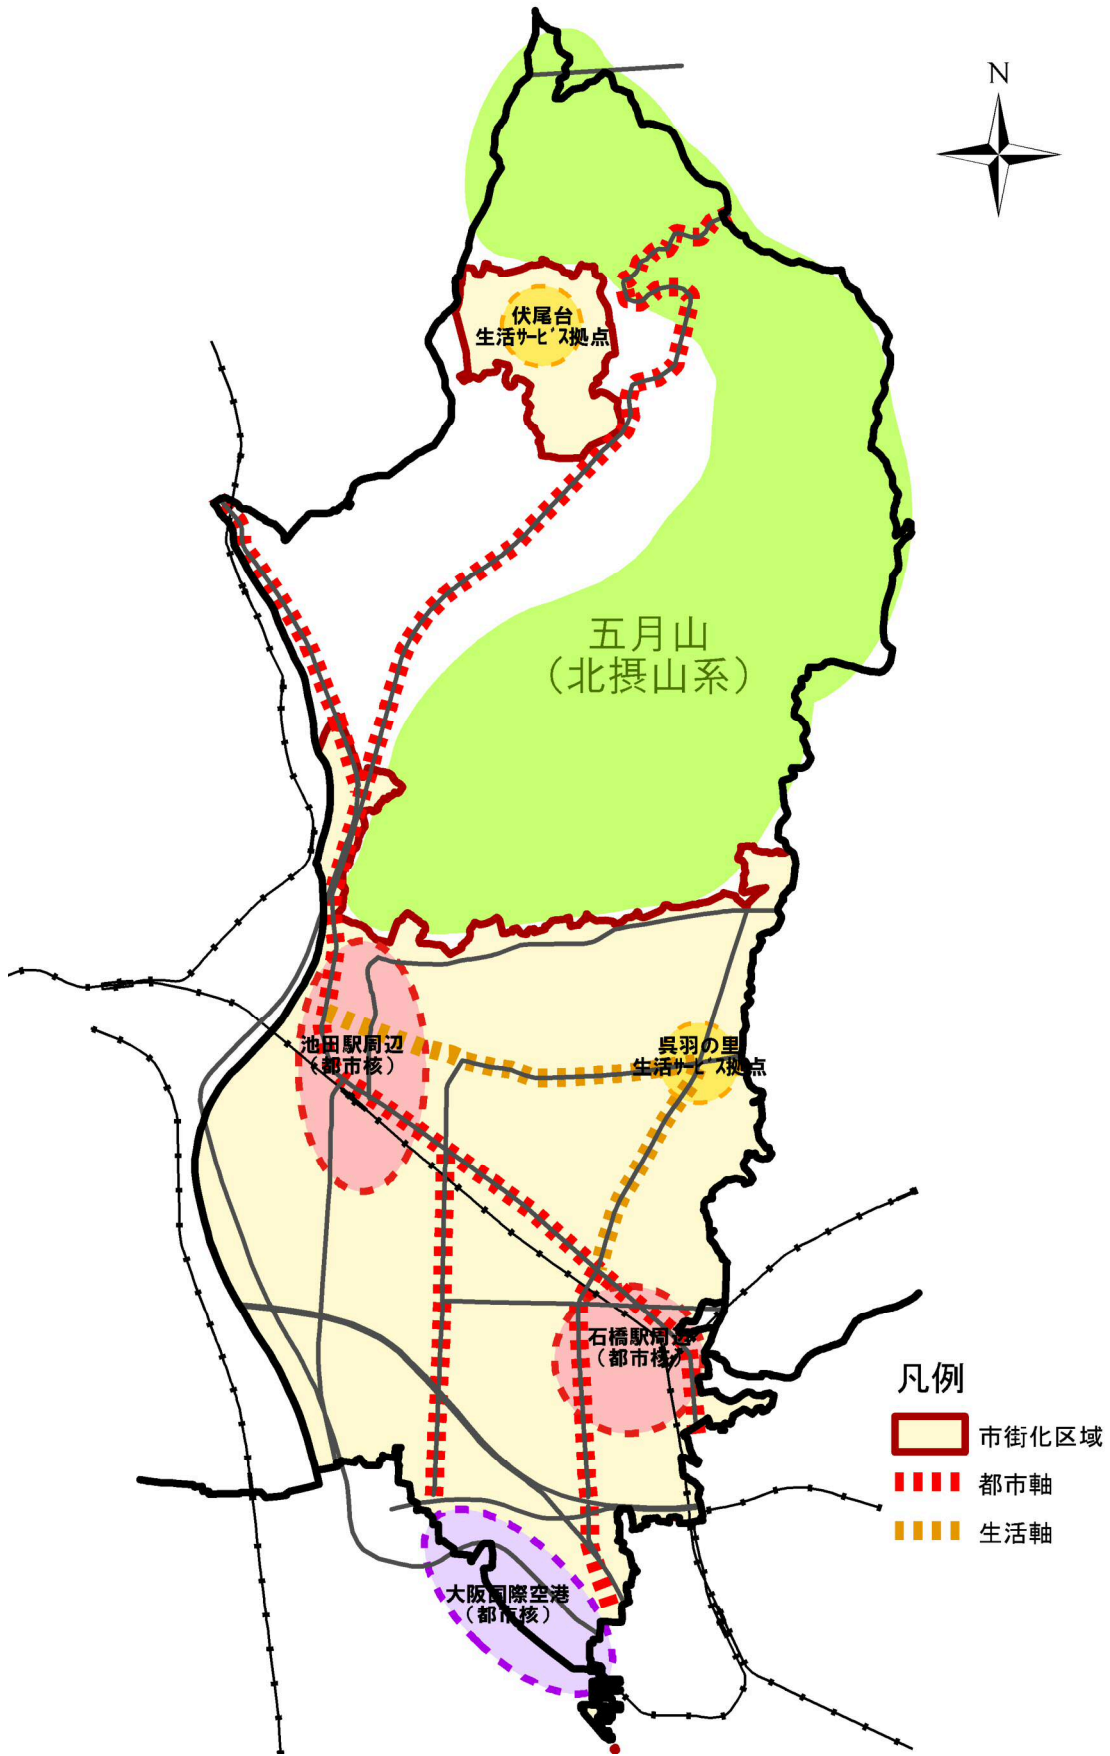 N
伏尾台
生活サービス拠点
五月山
（北摂山系）
池田駅周辺
（都市核）
呉羽の里
生活サービス拠点
石橋駅周辺
（都市核）
大阪国際空港
（都市核）
凡例
市街化区域
都市軸
生活軸